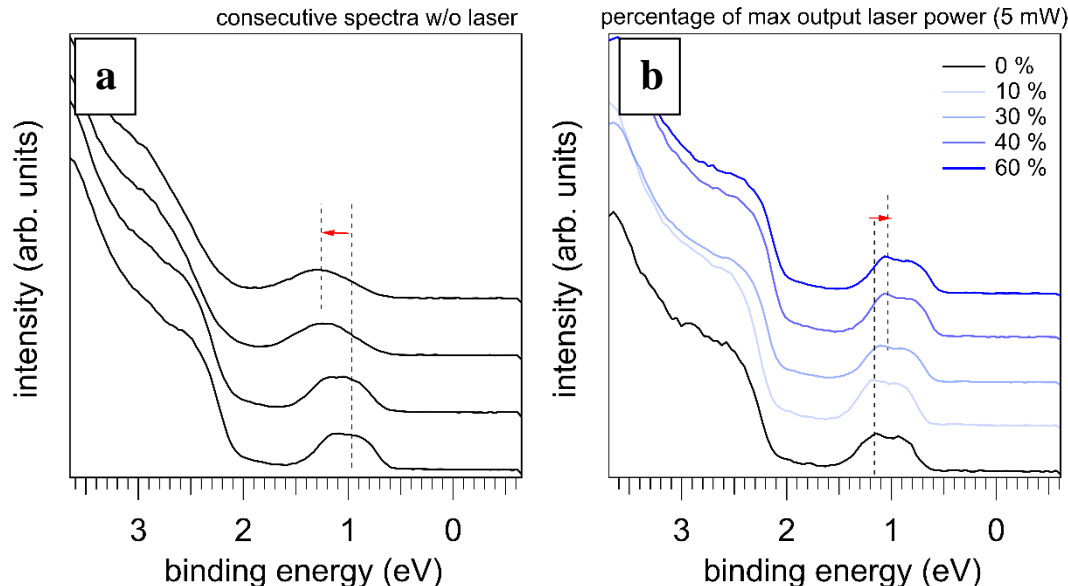 consecutive spectra w/o laser
a
intensity (arb. units)
3 2 1 0
binding energy (eV)
percentage of max output laser power (5 mW)
b
0 %
10 %
30 %
40 %
60 %
intensity (arb. units)
3 2 1 0
binding energy (eV)